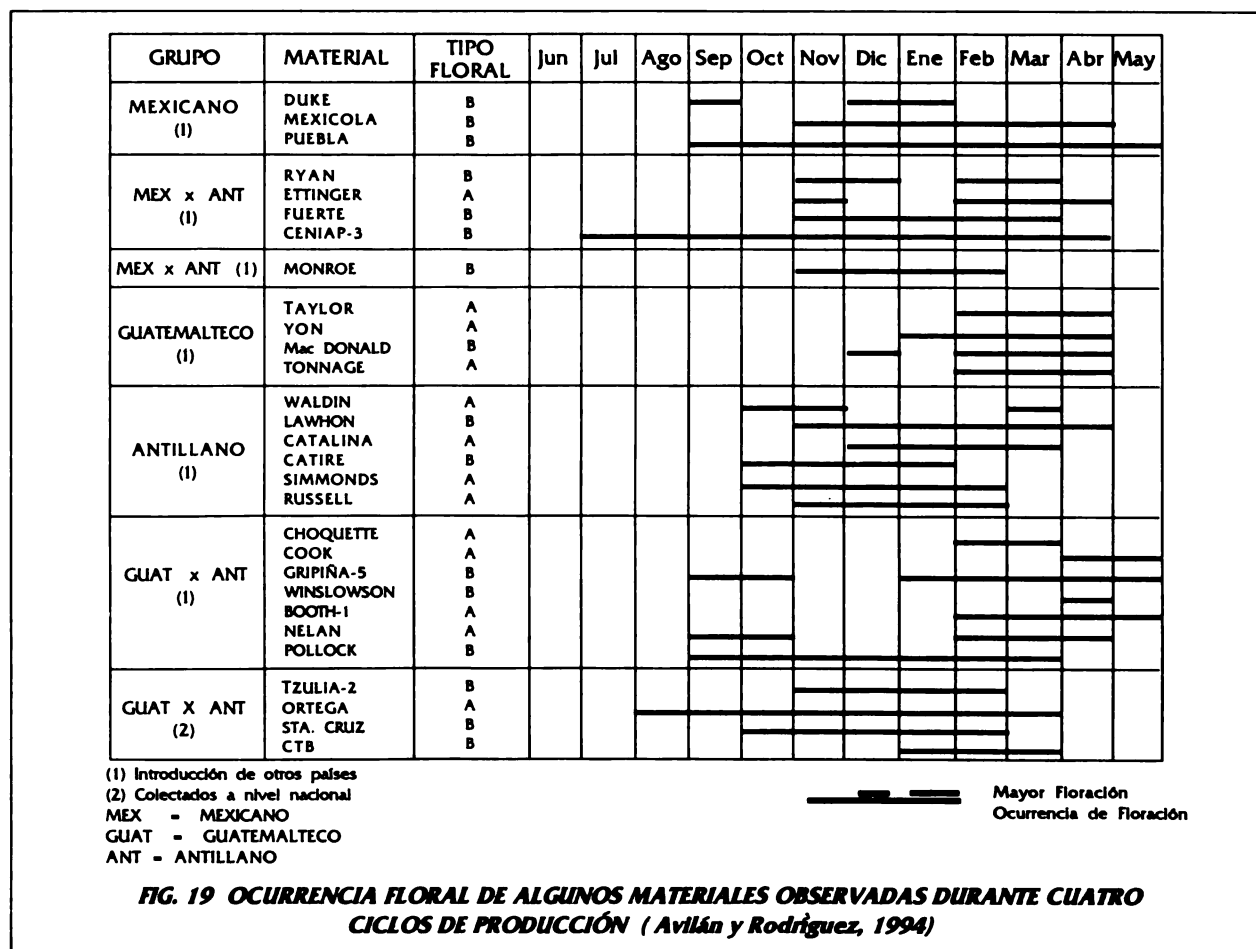 GRUPO MATERIAL TIPO FLORAL Jun Jul Ago Sep Oct Nov Dic Ene Feb Mar Abr May
MEXICANO (1)
DUKE B
MEXICOLA B
PUEBLA B
MEX x ANT (1)
RYAN B
ETTINGER A
FUERTE B
CENIAP-3 B
MEX x ANT (1) MONROE B
GUATEMALTECO (1)
TAYLOR A
YON A
Mac DONALD B
TONNAGE A
ANTILLANO (1)
WALDIN A
LAWHON B
CATALINA A
CATIRE B
SIMMONDS A
RUSSELL A
GUAT x ANT (1)
CHOQUETTE A
COOK A
GRIPIÑA-5 B
WINSLOWSON B
BOOTH-1 A
NELAN A
POLLOCK B
GUAT X ANT (2)
TZULIA-2 B
ORTEGA A
STA. CRUZ B
CTB B
(1) Introducción de otros países
(2) Colectados a nivel nacional
MEX = MEXICANO
GUAT = GUATEMALTECO
ANT = ANTILLANO
Mayor Floración
Ocurrencia de Floración
FIG. 19 OCURRENCIA FLORAL DE ALGUNOS MATERIALES OBSERVADAS DURANTE CUATRO
CICLOS DE PRODUCCIÓN ( Avilán y Rodrìguez, 1994)